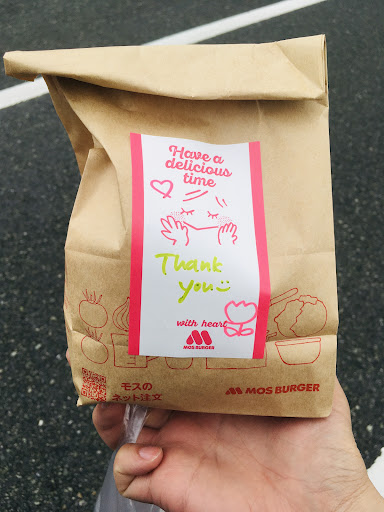 Have a
delicious
time
Thank
you
with heart
MOS BURGER
モスの
ネット注文
MOS BURGER